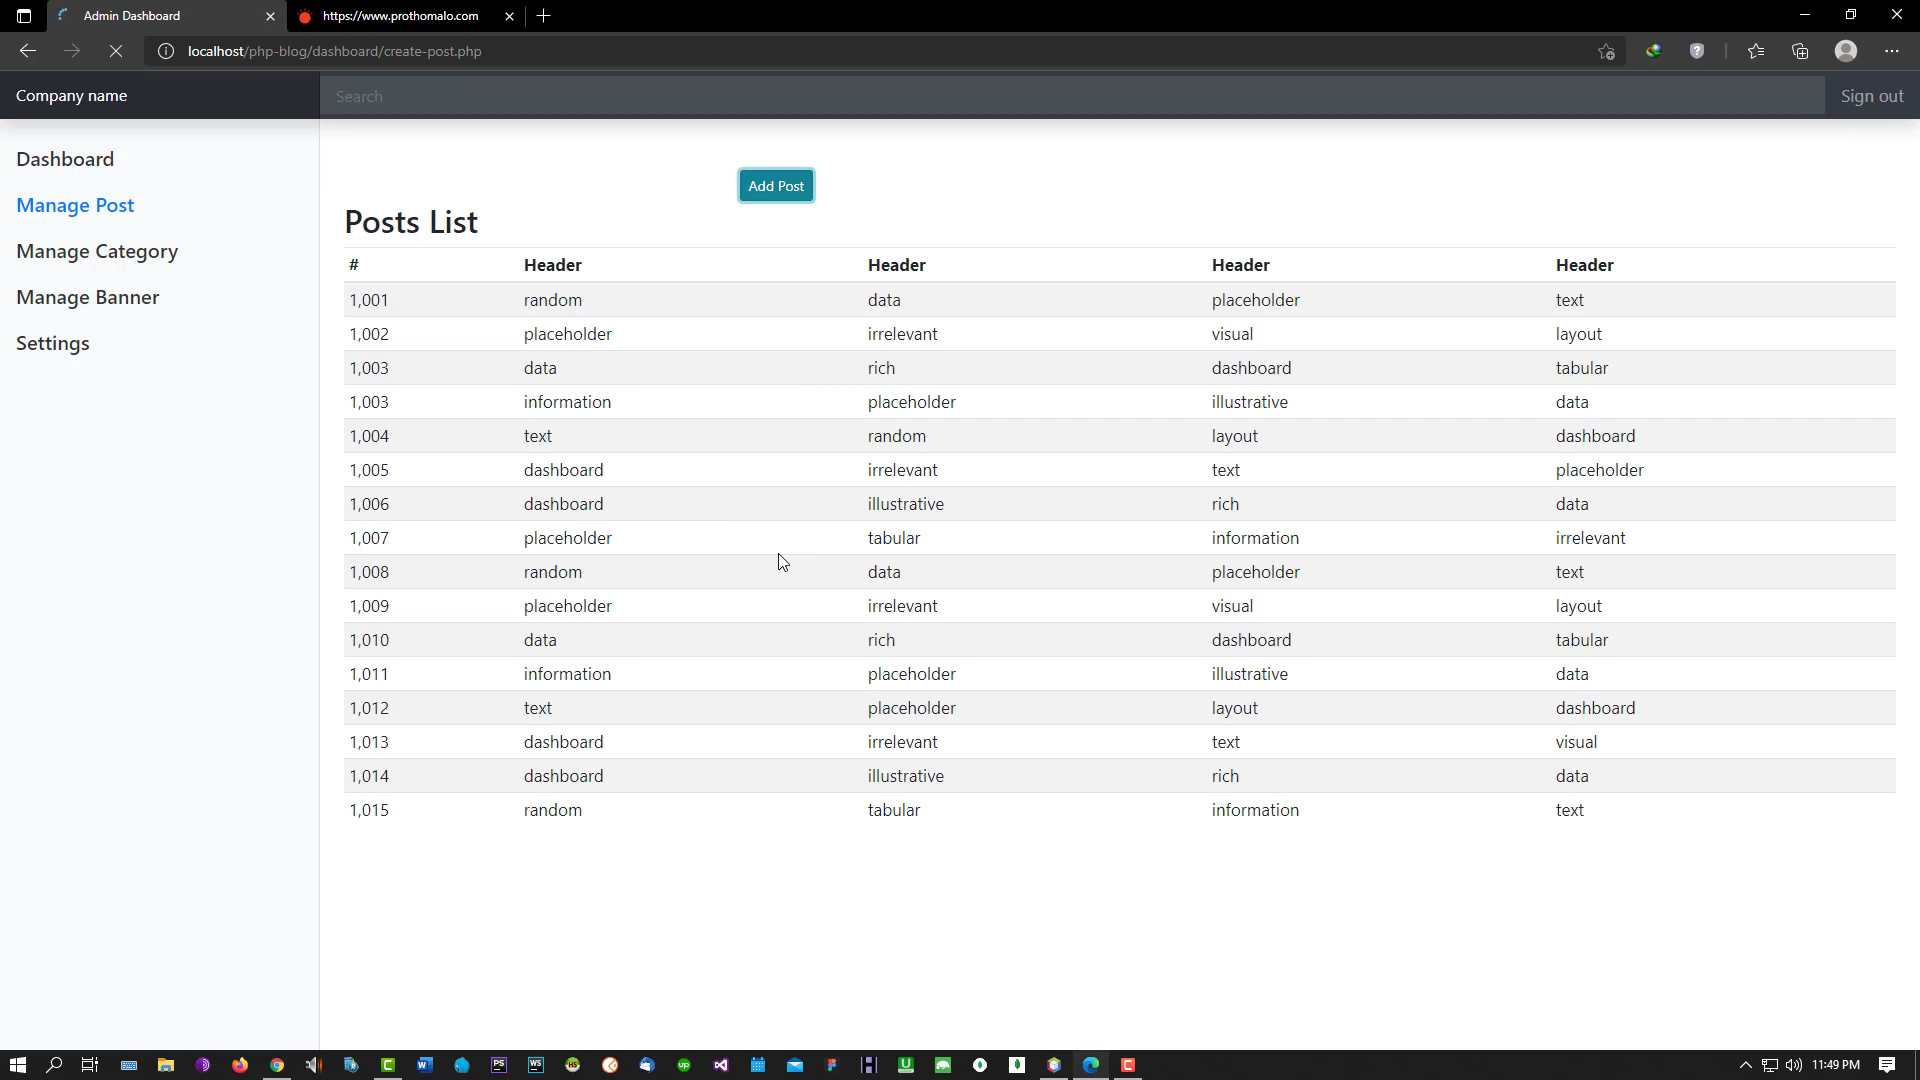 Admin Dashboard
https://www.prothomalo.com
localhost/php-blog/dashboard/create-post.php
Company name
Search
Sign out
Dashboard
Manage Post
Manage Category
Manage Banner
Settings
Add Post
Posts List
# Header Header Header Header
1,001 random data placeholder text
1,002 placeholder irrelevant visual layout
1,003 data rich dashboard tabular
1,003 information placeholder illustrative data
1,004 text random layout dashboard
1,005 dashboard irrelevant text placeholder
1,006 dashboard illustrative rich data
1,007 placeholder tabular information irrelevant
1,008 random data placeholder text
1,009 placeholder irrelevant visual layout
1,010 data rich dashboard tabular
1,011 information placeholder illustrative data
1,012 text placeholder layout dashboard
1,013 dashboard irrelevant text visual
1,014 dashboard illustrative rich data
1,015 random tabular information text
11:49 PM